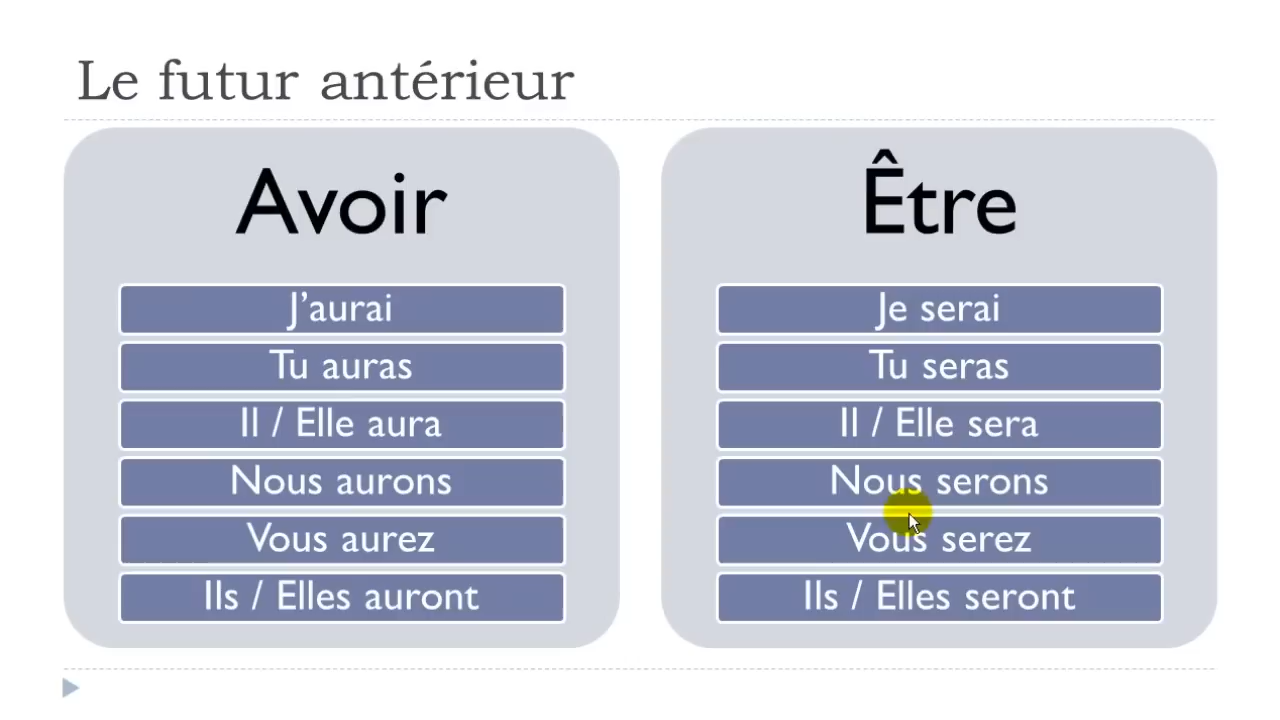 Le futur antérieur
Avoir
J’aurai
Tu auras
Il / Elle aura
Nous aurons
Vous aurez
Ils / Elles auront
Être
Je serai
Tu seras
Il / Elle sera
Nous serons
Vous serez
Ils / Elles seront